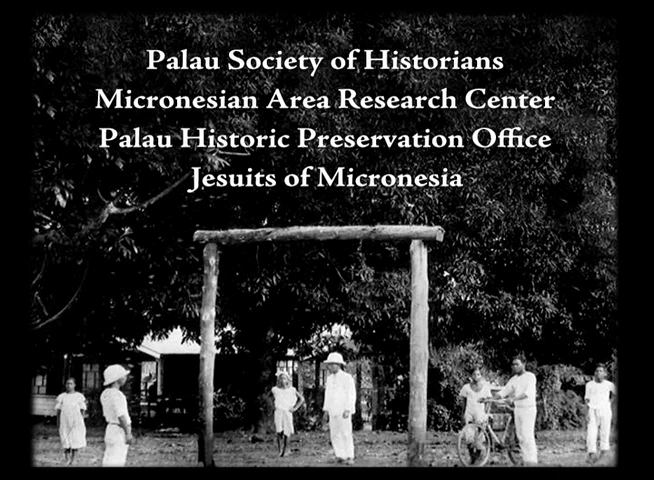 Palau Society of Historians
Micronesian Area Research Center
Palau Historic Preservation Office
Jesuits of Micronesia